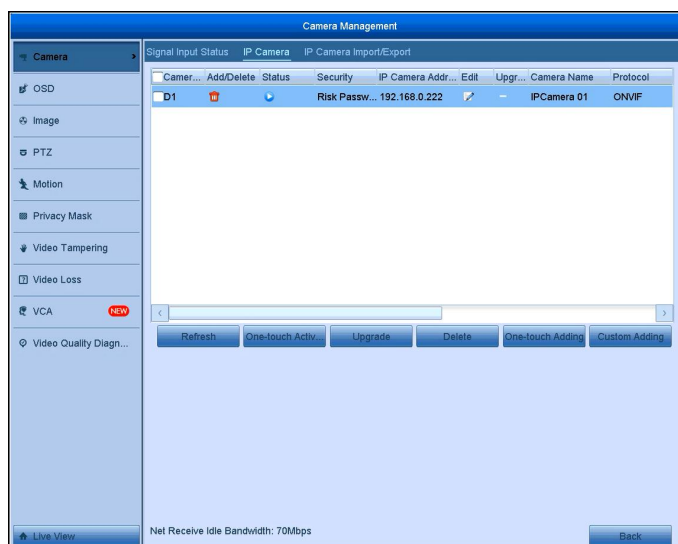 Camera Management
Camera
OSD
Image
PTZ
Motion
Privacy Mask
Video Tampering
Video Loss
VCA NEW
Video Quality Diagn...
Live View
Signal Input Status IP Camera IP Camera Import/Export
Camer... Add/Delete Status Security IP Camera Addr... Edit Upgr... Camera Name Protocol
D1 Risk Passw... 192.168.0.222 – IPCamera 01 ONVIF
Refresh One-touch Activ... Upgrade Delete One-touch Adding Custom Adding
Net Receive Idle Bandwidth: 70Mbps
Back